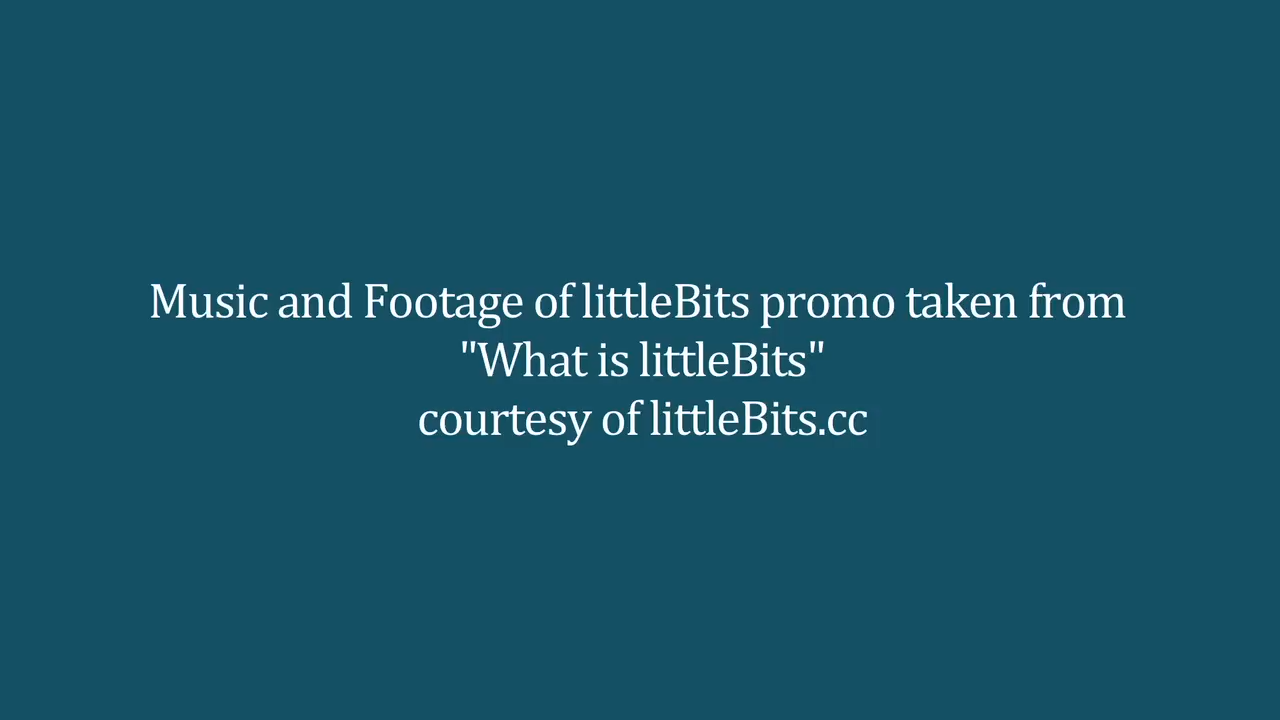 Music and Footage of littleBits promo taken from
"What is littleBits"
courtesy of littleBits.cc